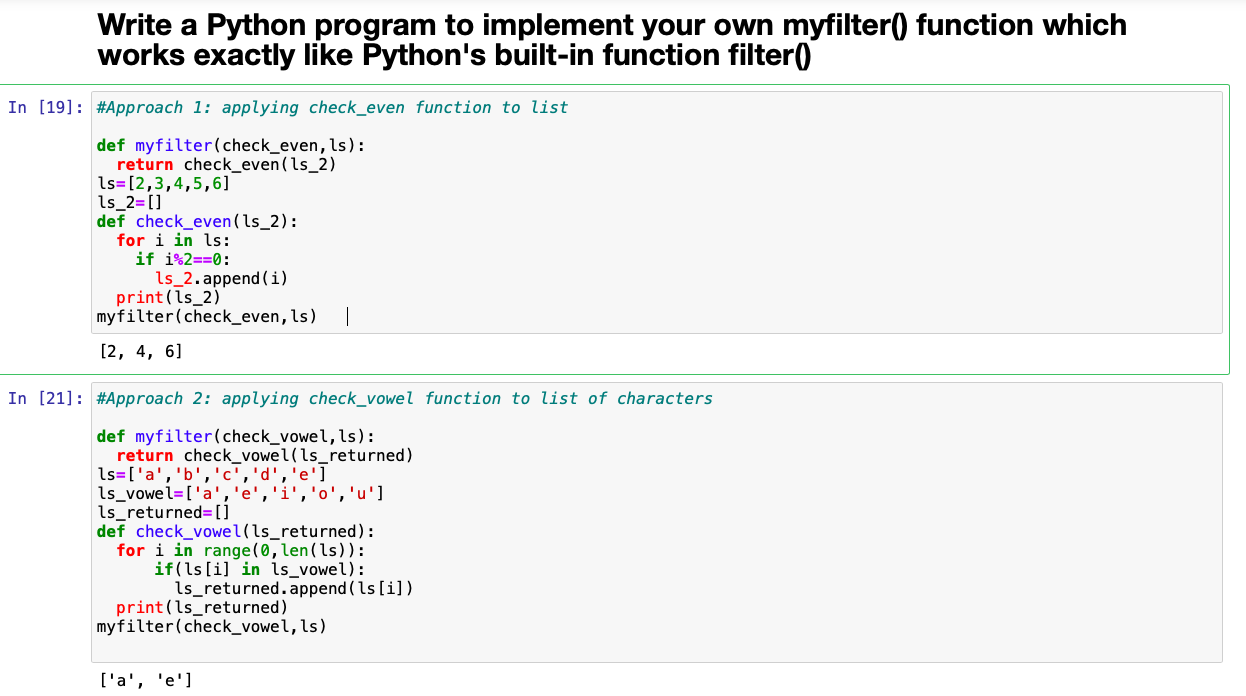 Write a Python program to implement your own myfilter() function which
works exactly like Python's built-in function filter()
In [19]: #Approach 1: applying check_even function to list
def myfilter(check_even,ls):
  return check_even(ls_2)
ls=[2,3,4,5,6]
ls_2=[]
def check_even(ls_2):
  for i in ls:
    if i%2==0:
      ls_2.append(i)
  print(ls_2)
myfilter(check_even,ls)
[2, 4, 6]
In [21]: #Approach 2: applying check_vowel function to list of characters
def myfilter(check_vowel,ls):
  return check_vowel(ls_returned)
ls=['a','b','c','d','e']
ls_vowel=['a','e','i','o','u']
ls_returned=[]
def check_vowel(ls_returned):
  for i in range(0,len(ls)):
      if(ls[i] in ls_vowel):
        ls_returned.append(ls[i])
  print(ls_returned)
myfilter(check_vowel,ls)
['a', 'e']